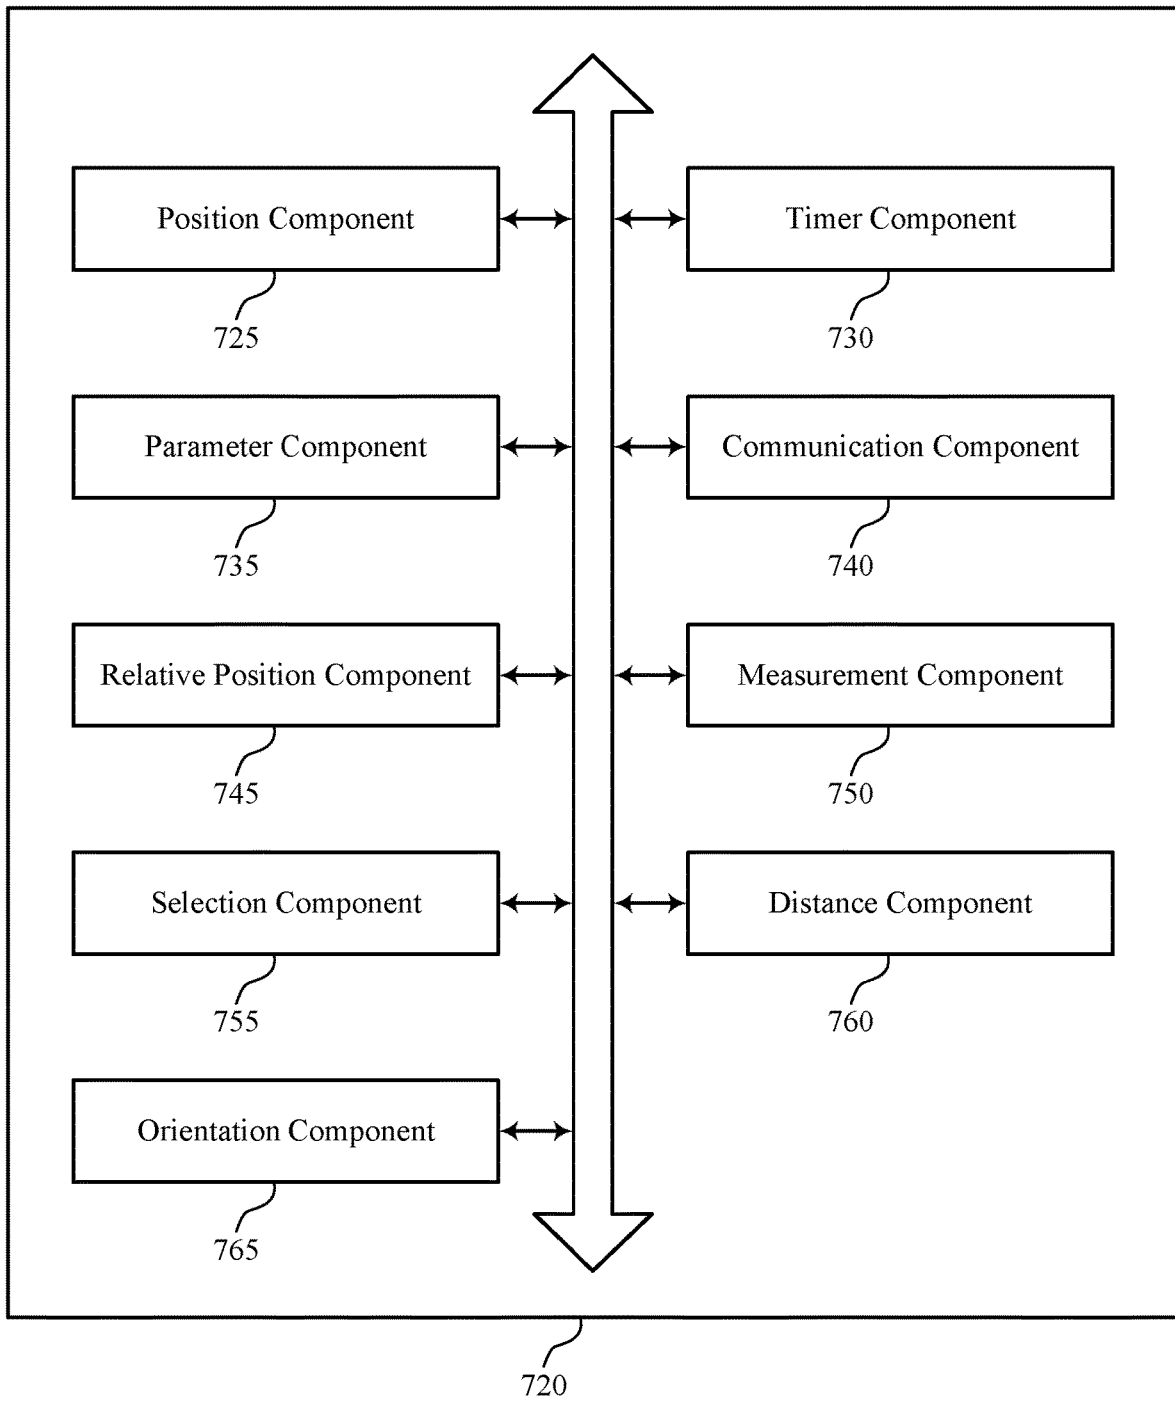 Position Component
Timer Component
725
730
Parameter Component
Communication Component
735
740
Relative Position Component
Measurement Component
745
750
Selection Component
Distance Component
755
760
Orientation Component
765
720